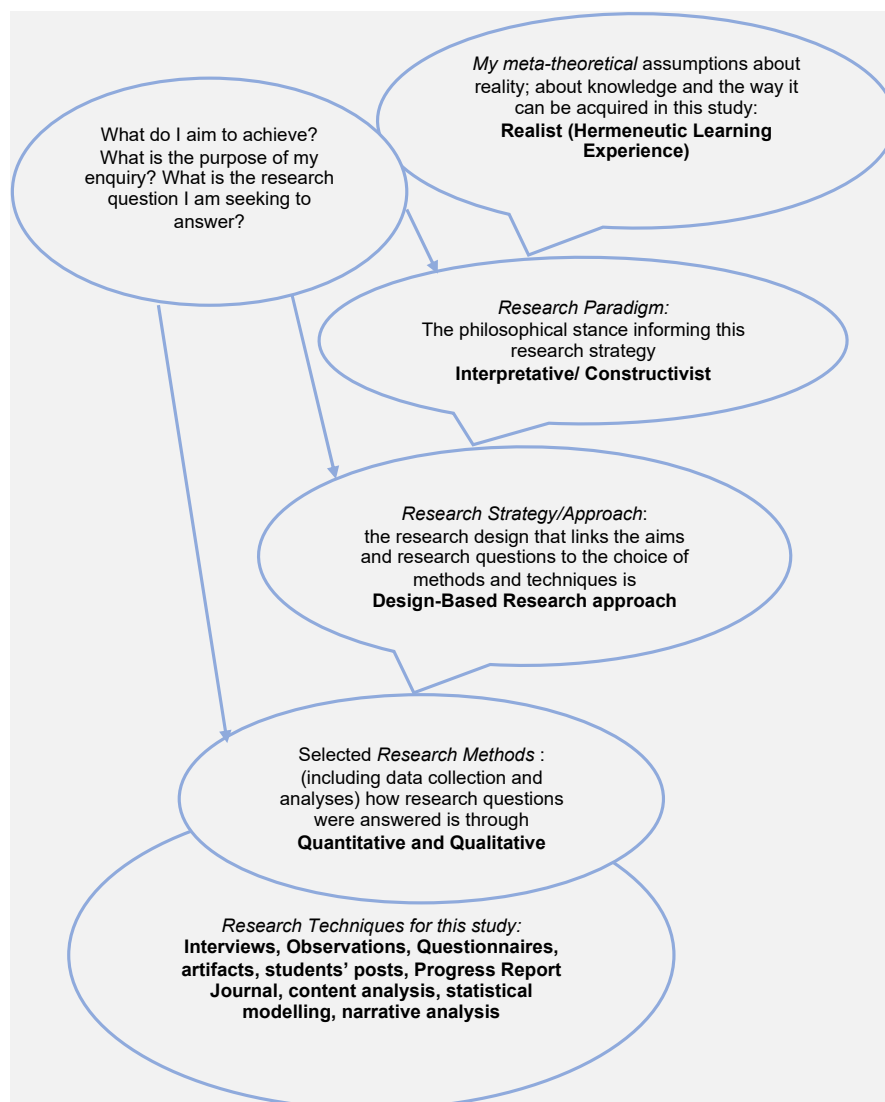 My meta-theoretical assumptions about
reality; about knowledge and the way it
can be acquired in this study:
Realist (Hermeneutic Learning
Experience)
What do I aim to achieve?
What is the purpose of my
enquiry? What is the research
question I am seeking to
answer?
Research Paradigm:
The philosophical stance informing this
research strategy
Interpretative/ Constructivist
Research Strategy/Approach:
the research design that links the aims
and research questions to the choice of
methods and techniques is
Design-Based Research approach
Selected Research Methods :
(including data collection and
analyses) how research questions
were answered is through
Quantitative and Qualitative
Research Techniques for this study:
Interviews, Observations, Questionnaires,
artifacts, students’ posts, Progress Report
Journal, content analysis, statistical
modelling, narrative analysis